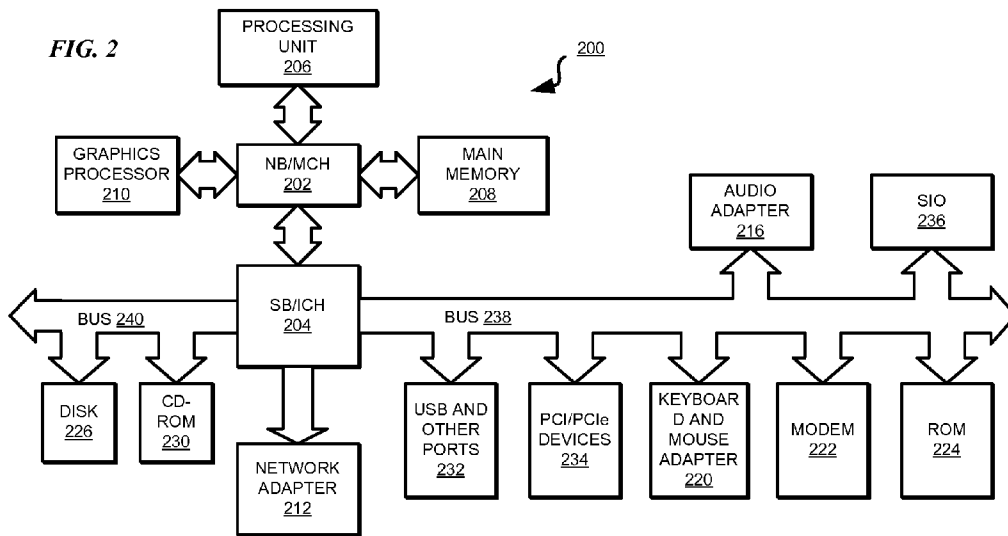 FIG. 2
PROCESSING
UNIT
206
200
GRAPHICS
PROCESSOR
210
NB/MCH
202
MAIN
MEMORY
208
AUDIO
ADAPTER
216
SIO
236
SB/ICH
204
BUS 240
BUS 238
DISK
226
CD-
ROM
230
USB AND
OTHER
PORTS
232
PCI/PCIe
DEVICES
234
KEYBOAR
D AND
MOUSE
ADAPTER
220
MODEM
222
ROM
224
NETWORK
ADAPTER
212